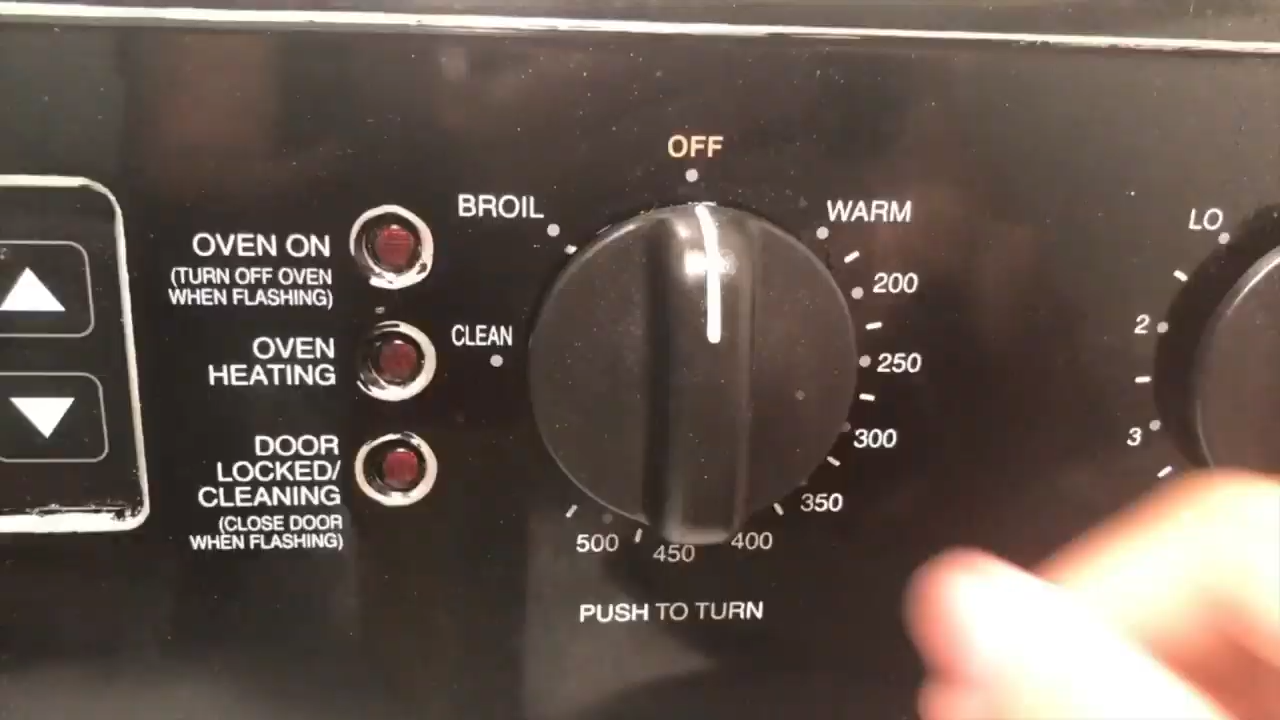 OFF
BROIL
WARM
LO
OVEN ON
(TURN OFF OVEN
WHEN FLASHING)
200
CLEAN
2
OVEN
HEATING
250
300
3
DOOR
LOCKED/
CLEANING
(CLOSE DOOR
WHEN FLASHING)
350
400
450
500
PUSH TO TURN